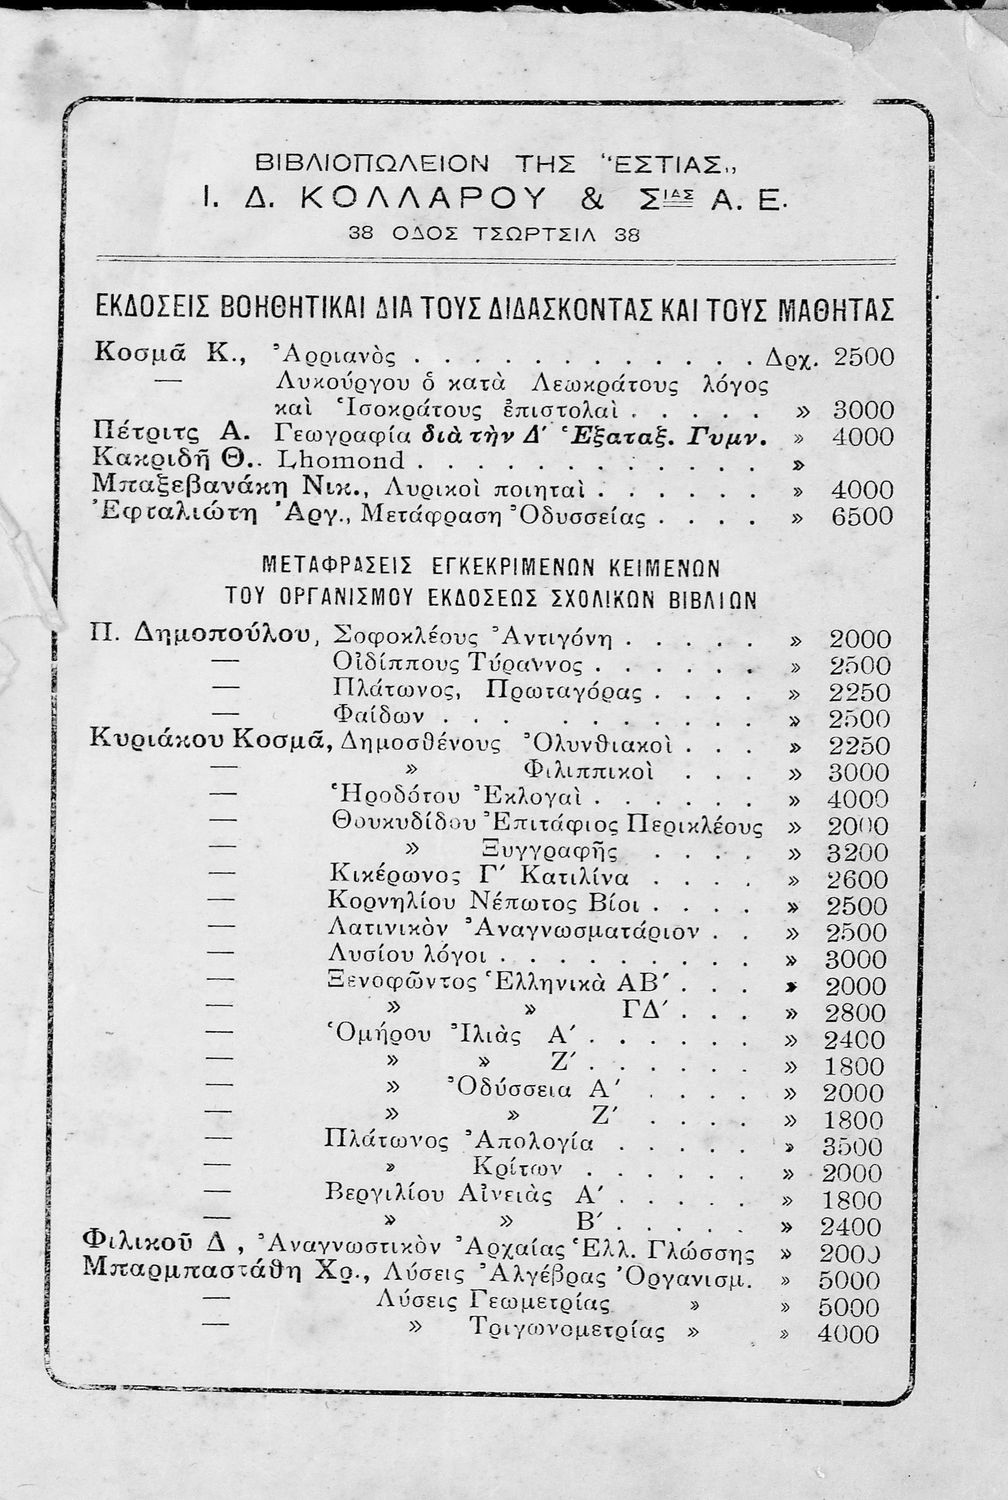 ΒΙΒΛΙΟΠΩΛΕΙΟΝ ΤΗΣ "ΕΣΤΙΑΣ,,
Ι. Δ. ΚΟΛΛΑΡΟΥ & ΣΙΑΣ Α. Ε.
38 ΟΔΟΣ ΤΣΩΡΤΣΙΛ 38
ΕΚΔΟΣΕΙΣ ΒΟΗΘΗΤΙΚΑΙ ΔΙΑ ΤΟΥΣ ΔΙΔΑΣΚΟΝΤΑΣ ΚΑΙ ΤΟΥΣ ΜΑΘΗΤΑΣ
Κοσμᾶ Κ., Ἀρριανὸς . . . . . . . . . . . . . Δρχ. 2500
— Λυκούργου ὁ κατὰ Λεωκράτους λόγος
καὶ Ἰσοκράτους ἐπιστολαὶ . . . . . » 3000
Πέτριτς Α. Γεωγραφία διὰ τὴν Δ΄ Ἑξαταξ. Γυμν. » 4000
Κακριδῆ Θ.. Lhomond . . . . . . . . . . . . . »
Μπαξεβανάκη Νικ., Λυρικοὶ ποιηταὶ . . . . . . » 4000
Ἐφταλιώτη Ἀργ., Μετάφραση Ὀδυσσείας . . . . » 6500
ΜΕΤΑΦΡΑΣΕΙΣ ΕΓΚΕΚΡΙΜΕΝΩΝ ΚΕΙΜΕΝΩΝ
ΤΟΥ ΟΡΓΑΝΙΣΜΟΥ ΕΚΔΟΣΕΩΣ ΣΧΟΛΙΚΩΝ ΒΙΒΛΙΩΝ
Π. Δημοπούλου, Σοφοκλέους Ἀντιγόνη . . . . . » 2000
— Οἰδίππους Τύραννος . . . . . . » 2500
— Πλάτωνος, Πρωταγόρας . . . . » 2250
— Φαίδων . . . . . . . . . . » 2500
Κυριάκου Κοσμᾶ, Δημοσθένους Ὀλυνθιακοὶ . . . » 2250
— » Φιλιππικοὶ . . . » 3000
— Ἡροδότου Ἐκλογαὶ . . . . . . » 4000
— Θουκυδίδου Ἐπιτάφιος Περικλέους » 2000
— » Ξυγγραφῆς . . . . » 3200
— Κικέρωνος Γ΄ Κατιλίνα . . . . » 2600
— Κορνηλίου Νέπωτος Βίοι . . . . » 2500
— Λατινικὸν Ἀναγνωσματάριον . . » 2500
— Λυσίου λόγοι . . . . . . . . . » 3000
— Ξενοφῶντος Ἑλληνικὰ ΑΒ΄ . . . » 2000
— » » ΓΔ΄ . . . » 2800
— Ὁμήρου Ἰλιὰς Α΄ . . . . . . » 2400
— » » Ζ΄ . . . . . . » 1800
— » Ὀδύσσεια Α΄ . . . . » 2000
— » » Ζ΄ . . . . » 1800
— Πλάτωνος Ἀπολογία . . . . . » 3500
— » Κρίτων . . . . . . » 2000
— Βεργιλίου Αἰνειὰς Α΄ . . . . . » 1800
— » » Β΄ . . . . . » 2400
Φιλικοῦ Δ , Ἀναγνωστικὸν Ἀρχαίας Ἑλλ. Γλώσσης » 2000
Μπαρμπαστάθη Χρ., Λύσεις Ἀλγέβρας Ὀργανισμ. » 5000
— Λύσεις Γεωμετρίας » » 5000
— » Τριγωνομετρίας » » 4000